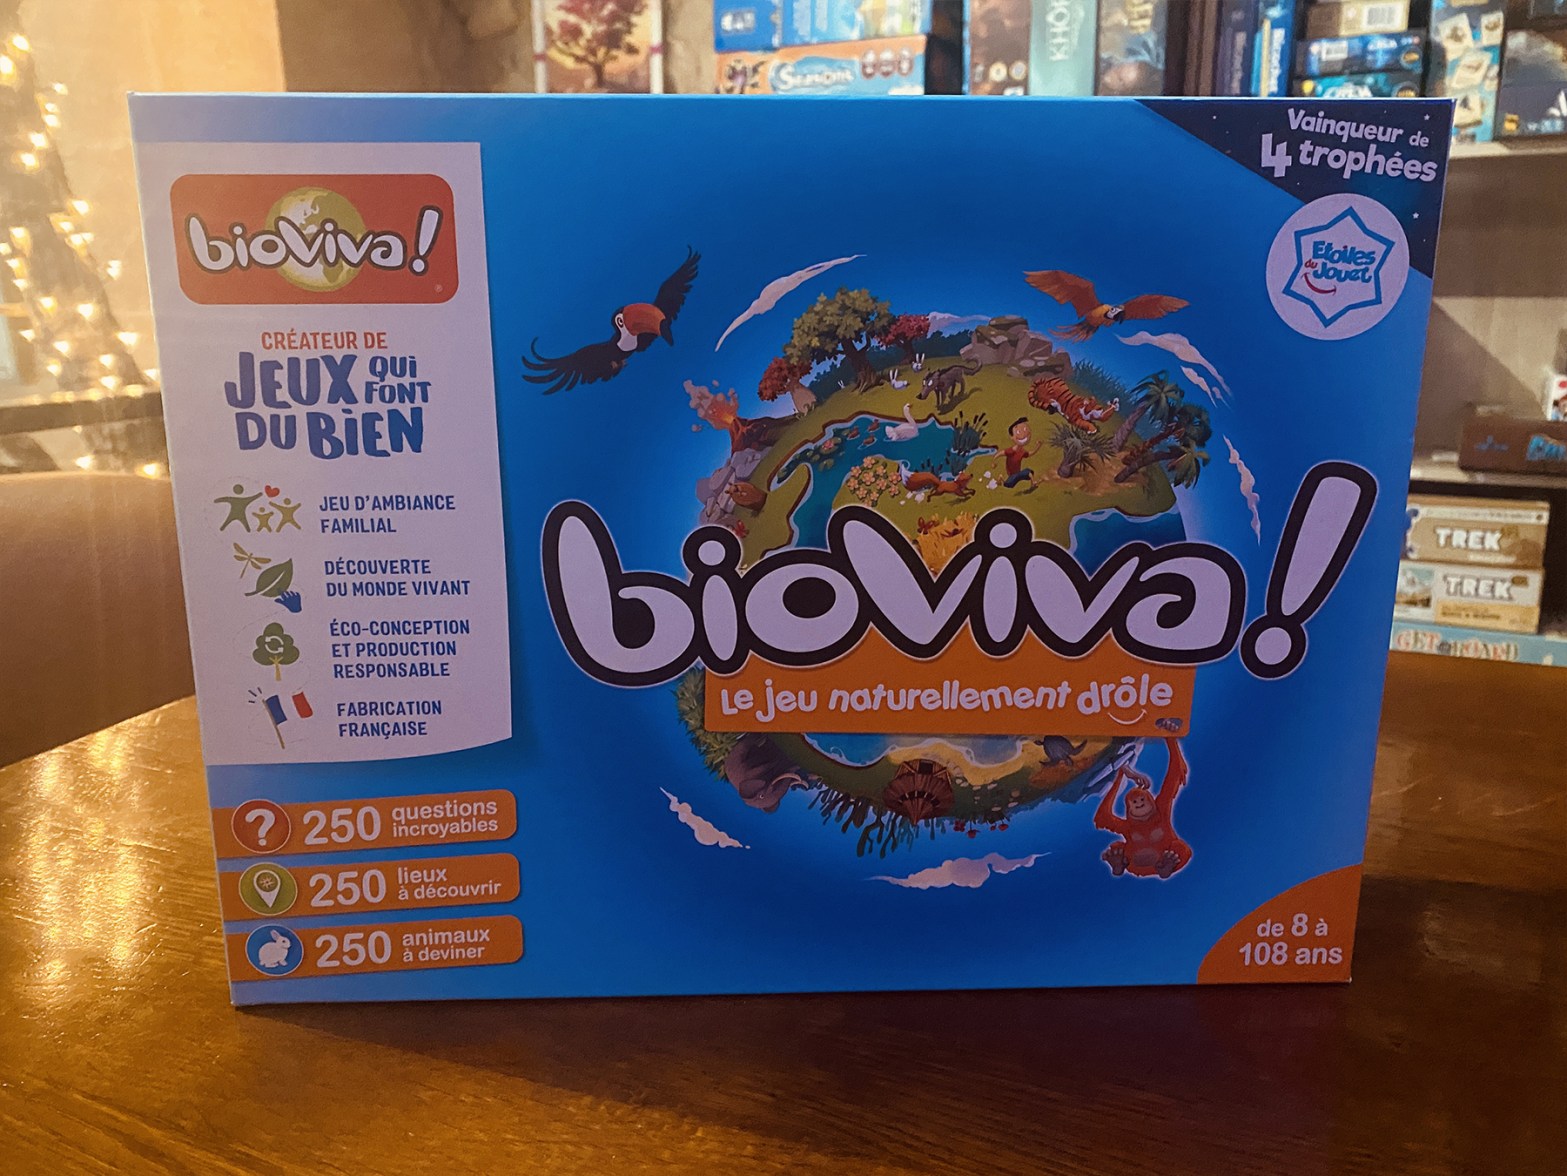 Vainqueur de
4 trophées
Etoiles
du
Jouet
bioviva!
CRÉATEUR DE
JEUX QUI
FONT
DU BIEN
JEU D'AMBIANCE
FAMILIAL
DÉCOUVERTE
DU MONDE VIVANT
ÉCO-CONCEPTION
ET PRODUCTION
RESPONSABLE
FABRICATION
FRANÇAISE
bioviva!
Le jeu naturellement drôle
? 250 questions
incroyables
250 lieux
à découvrir
250 animaux
à deviner
de 8 à
108 ans
TREK
TREK